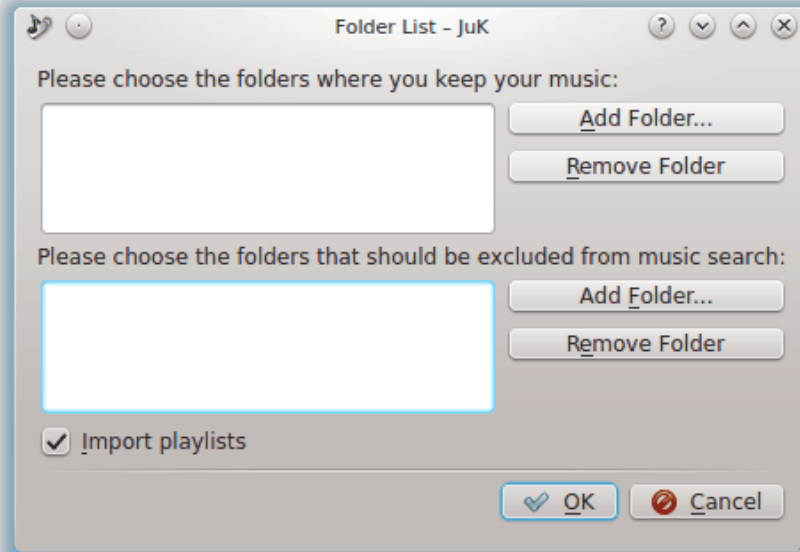 Folder List – JuK
Please choose the folders where you keep your music:
Add Folder...
Remove Folder
Please choose the folders that should be excluded from music search:
Add Folder...
Remove Folder
Import playlists
OK
Cancel